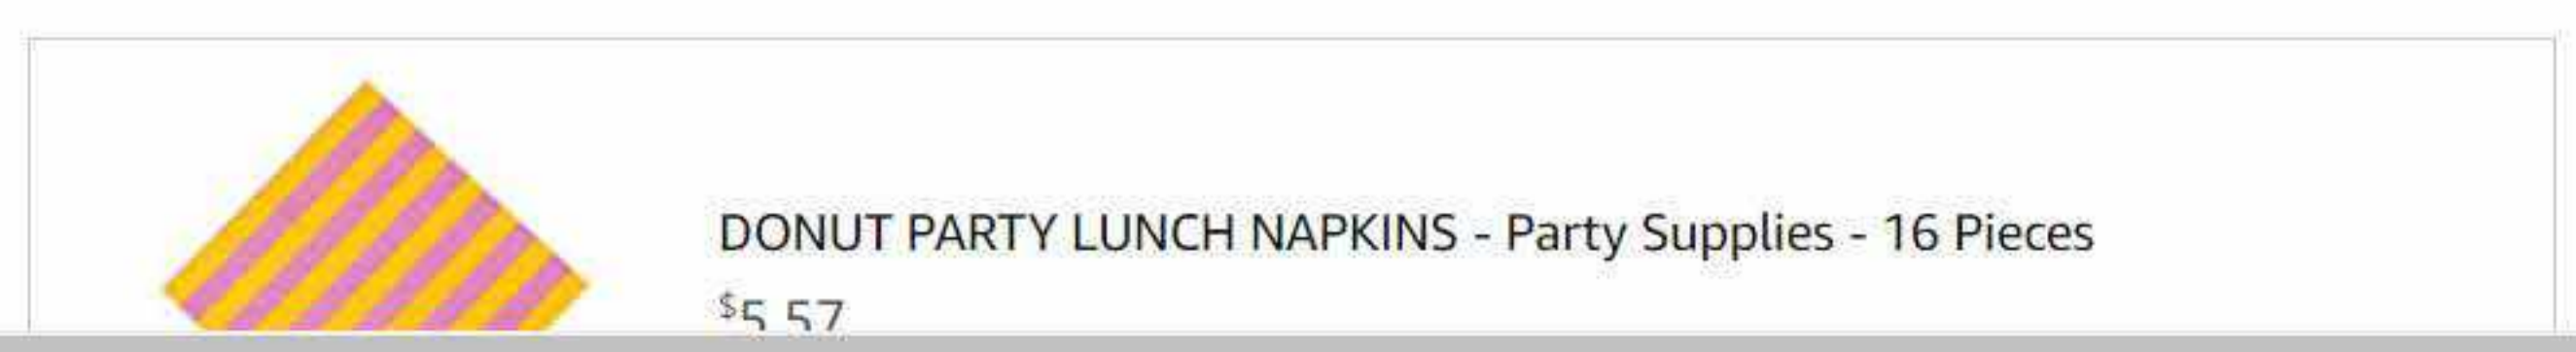 DONUT PARTY LUNCH NAPKINS - Party Supplies - 16 Pieces
$5.57